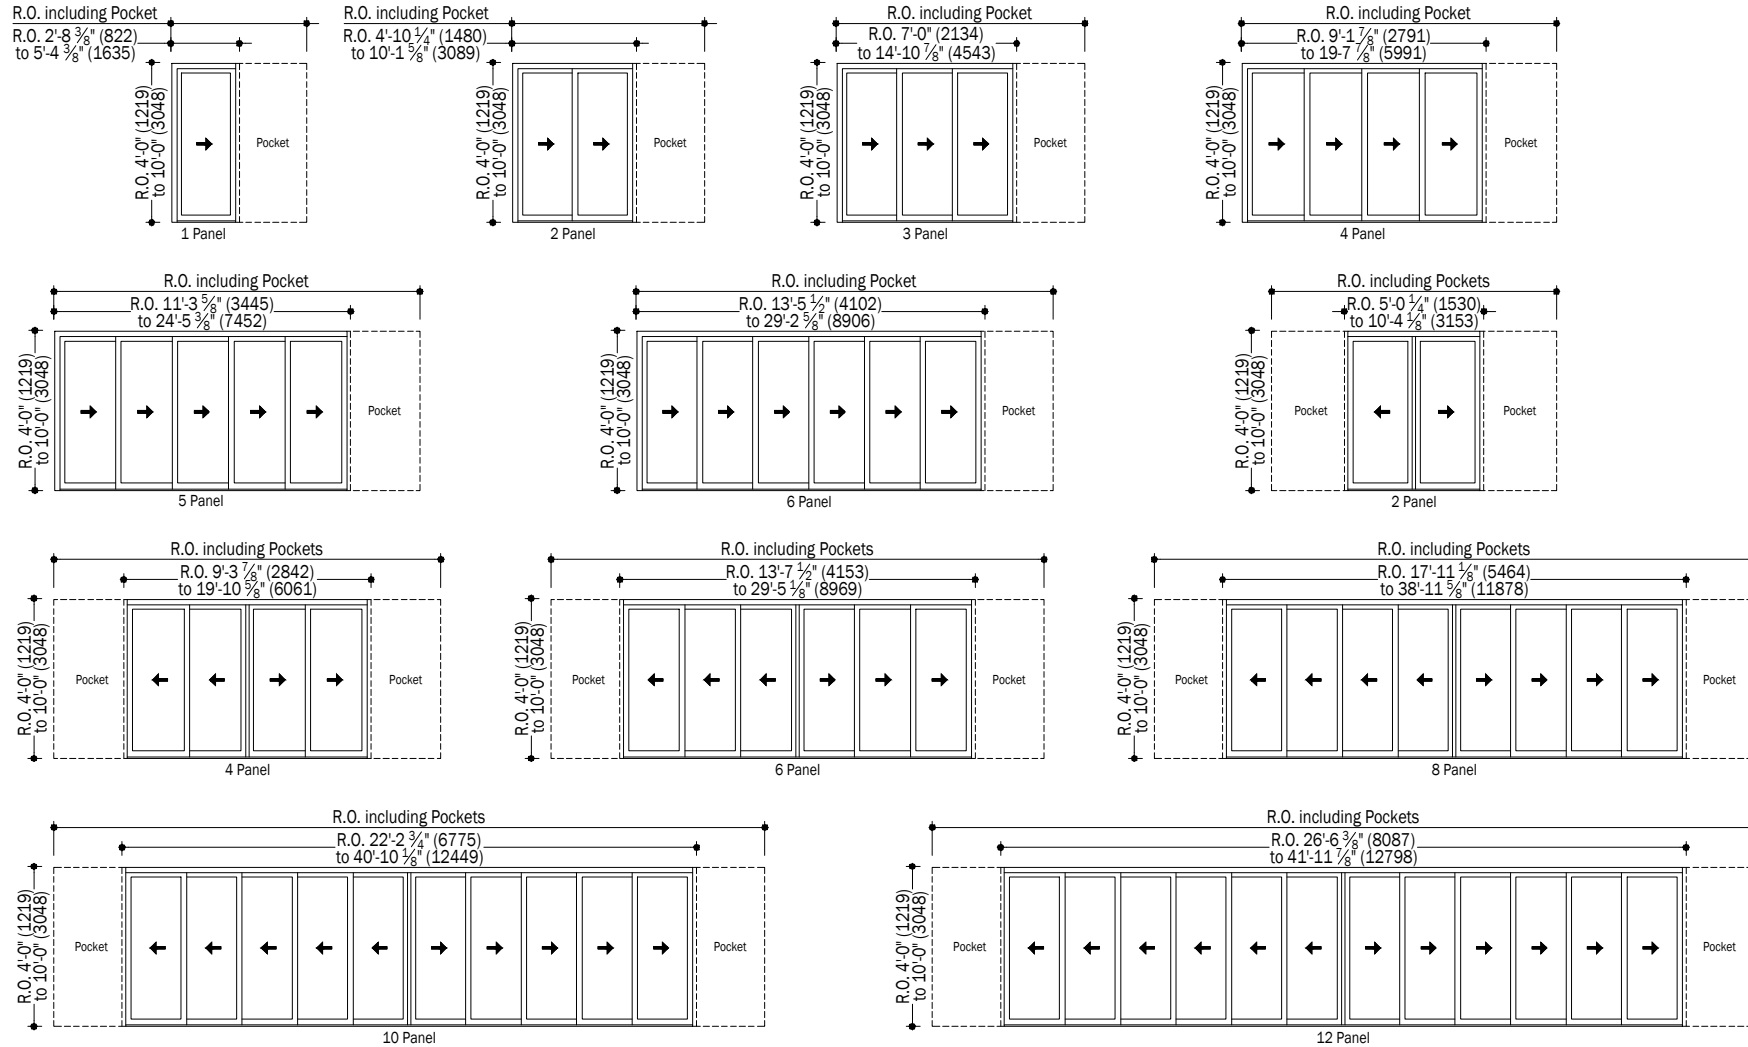 R.O. including Pocket
R.O. 2'-8 3⁄8" (822)
to 5'-4 3⁄8" (1635)
R.O. 4'-0" (1219)
to 10'-0" (3048)
Pocket
1 Panel
R.O. including Pocket
R.O. 4'-10 1⁄4" (1480)
to 10'-1 5⁄8" (3089)
R.O. 4'-0" (1219)
to 10'-0" (3048)
Pocket
2 Panel
R.O. including Pocket
R.O. 7'-0" (2134)
to 14'-10 7⁄8" (4543)
R.O. 4'-0" (1219)
to 10'-0" (3048)
Pocket
3 Panel
R.O. including Pocket
R.O. 9'-1 7⁄8" (2791)
to 19-7 7⁄8" (5991)
R.O. 4'-0" (1219)
to 10'-0" (3048)
Pocket
4 Panel
R.O. including Pocket
R.O. 11'-3 5⁄8" (3445)
to 24'-5 3⁄8" (7452)
R.O. 4'-0" (1219)
to 10'-0" (3048)
Pocket
5 Panel
R.O. including Pocket
R.O. 13'-5 1⁄2" (4102)
to 29'-2 5⁄8" (8906)
R.O. 4'-0" (1219)
to 10'-0" (3048)
Pocket
6 Panel
R.O. including Pockets
R.O. 5'-0 1⁄4" (1530)
to 10'-4 1⁄8" (3153)
R.O. 4'-0" (1219)
to 10'-0" (3048)
Pocket
Pocket
2 Panel
R.O. including Pockets
R.O. 9'-3 7⁄8" (2842)
to 19'-10 5⁄8" (6061)
R.O. 4'-0" (1219)
to 10'-0" (3048)
Pocket
Pocket
4 Panel
R.O. including Pockets
R.O. 13'-7 1⁄2" (4153)
to 29'-5 1⁄8" (8969)
R.O. 4'-0" (1219)
to 10'-0" (3048)
Pocket
Pocket
6 Panel
R.O. including Pockets
R.O. 17'-11 1⁄8" (5464)
to 38'-11 5⁄8" (11878)
R.O. 4'-0" (1219)
to 10'-0" (3048)
Pocket
Pocket
8 Panel
R.O. including Pockets
R.O. 22'-2 3⁄4" (6775)
to 40'-10 1⁄8" (12449)
R.O. 4'-0" (1219)
to 10'-0" (3048)
Pocket
Pocket
10 Panel
R.O. including Pockets
R.O. 26'-6 3⁄8" (8087)
to 41'-11 7⁄8" (12798)
R.O. 4'-0" (1219)
to 10'-0" (3048)
Pocket
Pocket
12 Panel